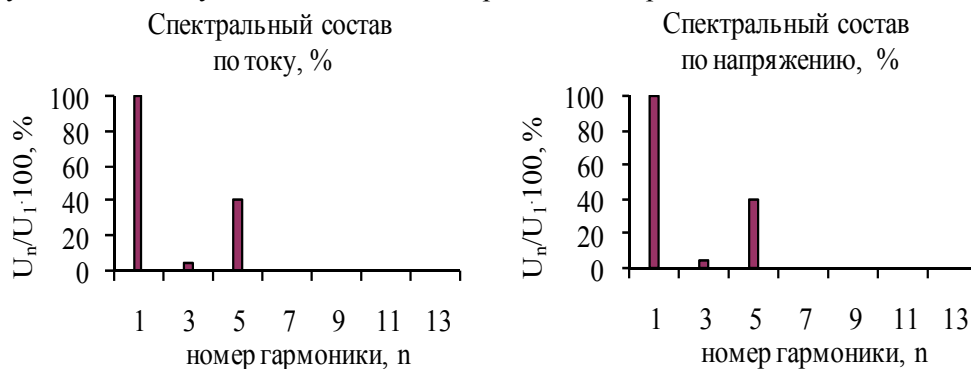 Спектральный состав
по току, %
U_n/U_1·100, %
100
80
60
40
20
0
1 3 5 7 9 11 13
номер гармоники, n
Спектральный состав
по напряжению, %
U_n/U_1·100, %
100
80
60
40
20
0
1 3 5 7 9 11 13
номер гармоники, n